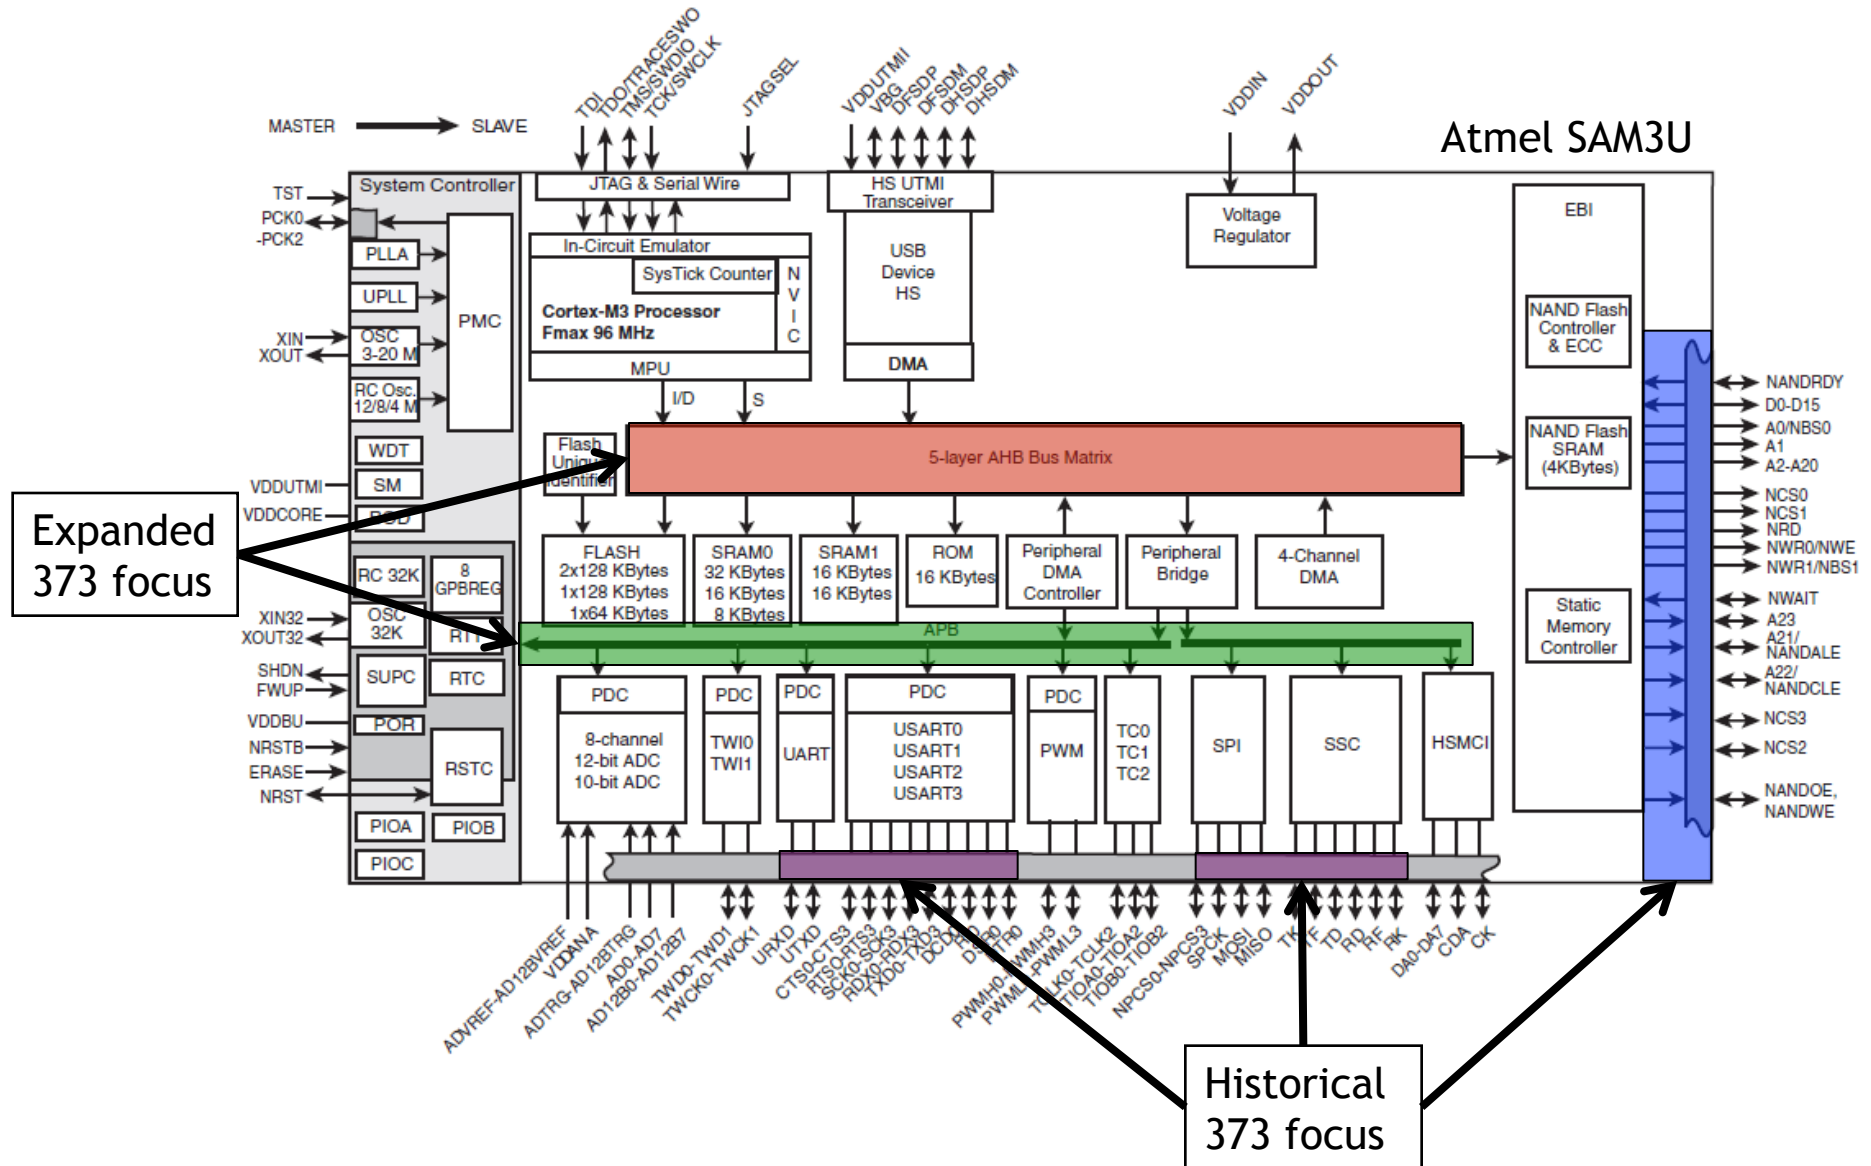 Atmel SAM3U
MASTER
SLAVE
TDI
TDO/TRACESWO
TMS/SWDIO
TCK/SWCLK
JTAGSEL
VDDUTMII
VBG
DFSDP
DFSDM
DHSDP
DHSDM
VDDIN
VDDOUT
TST
PCK0
-PCK2
XIN
XOUT
VDDUTMI
VDDCORE
XIN32
XOUT32
SHDN
FWUP
VDDBU
NRSTB
ERASE
NRST
System Controller
PLLA
UPLL
OSC
3-20 M
RC Osc.
12/8/4 M
PMC
WDT
SM
RC 32K
8
GPBREG
OSC
32K
SUPC
RTC
POR
RSTC
PIOA
PIOB
PIOC
JTAG & Serial Wire
In-Circuit Emulator
SysTick Counter
N
V
I
C
Cortex-M3 Processor
Fmax 96 MHz
MPU
I/D
S
HS UTMI
Transceiver
USB
Device
HS
DMA
Voltage
Regulator
EBI
NAND Flash
Controller
& ECC
NAND Flash
SRAM
(4KBytes)
Static
Memory
Controller
Flash
Unique
Identifier
5-layer AHB Bus Matrix
FLASH
2x128 KBytes
1x128 KBytes
1x64 KBytes
SRAM0
32 KBytes
16 KBytes
8 KBytes
SRAM1
16 KBytes
16 KBytes
ROM
16 KBytes
Peripheral
DMA
Controller
Peripheral
Bridge
4-Channel
DMA
APB
PDC
8-channel
12-bit ADC
10-bit ADC
PDC
TWI0
TWI1
PDC
UART
PDC
USART0
USART1
USART2
USART3
PDC
PWM
TC0
TC1
TC2
SPI
SSC
HSMCI
NANDRDY
D0-D15
A0/NBS0
A1
A2-A20
NCS0
NCS1
NRD
NWR0/NWE
NWR1/NBS1
NWAIT
A23
A21/
NANDALE
A22/
NANDCLE
NCS3
NCS2
NANDOE,
NANDWE
ADVREF-AD12BVREF
VDDANA
ADTRG-AD12BTRG
AD0-AD7
AD12B0-AD12B7
TWD0-TWD1
TWCK0-TWCK1
URXD
UTXD
CTS0-CTS3
RTS0-RTS3
SCK0-SCK3
RDX0-RDX3
TXD0-TXD3
PWMH0-PWMH3
TCLK0-TCLK2
TIOA0-TIOA2
TIOB0-TIOB2
NPCS0-NPCS3
SPCK
MOSI
MISO
TK
TF
TD
RD
RF
RK
DA0-DA7
CDA
CK
Expanded
373 focus
Historical
373 focus